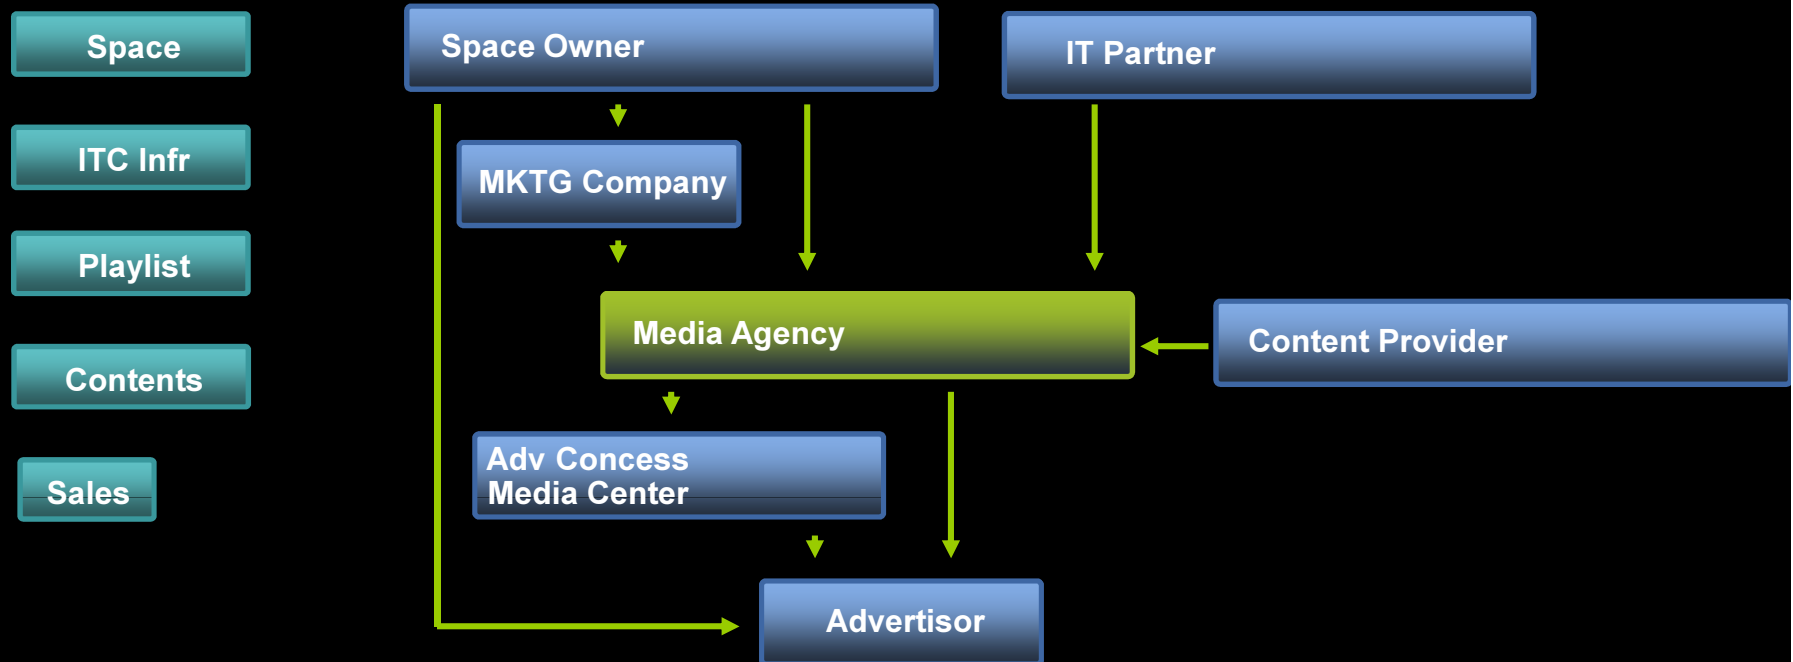 Space
Space Owner
IT Partner
ITC Infr
MKTG Company
Playlist
Media Agency
Content Provider
Contents
Adv Concess
Media Center
Sales
Advertisor